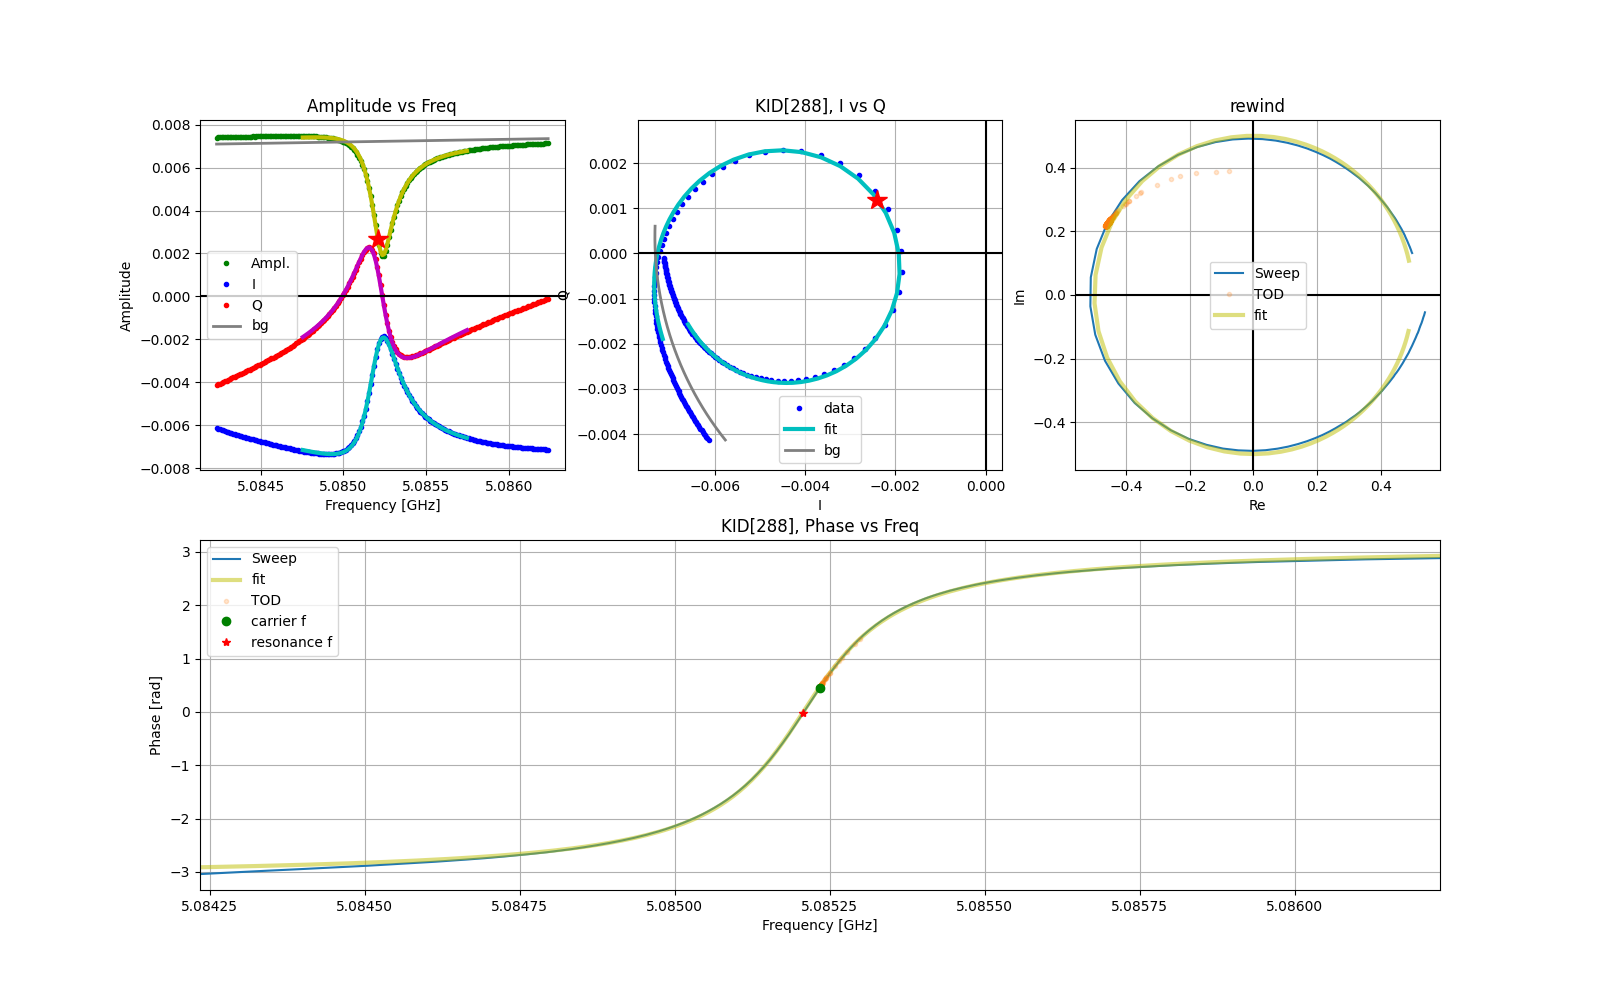 Amplitude vs Freq
0.008
0.006
0.004
0.002
0.000
−0.002
−0.004
−0.006
−0.008
Amplitude
Ampl.
I
Q
bg
5.0845
5.0850
5.0855
5.0860
Frequency [GHz]
KID[288], I vs Q
0.002
0.001
0.000
−0.001
−0.002
−0.003
−0.004
Q
data
fit
bg
−0.006
−0.004
−0.002
0.000
I
rewind
0.4
0.2
0.0
−0.2
−0.4
Im
Sweep
TOD
fit
−0.4
−0.2
0.0
0.2
0.4
Re
KID[288], Phase vs Freq
3
2
1
0
−1
−2
−3
Phase [rad]
Sweep
fit
TOD
carrier f
resonance f
5.08425
5.08450
5.08475
5.08500
5.08525
5.08550
5.08575
5.08600
Frequency [GHz]